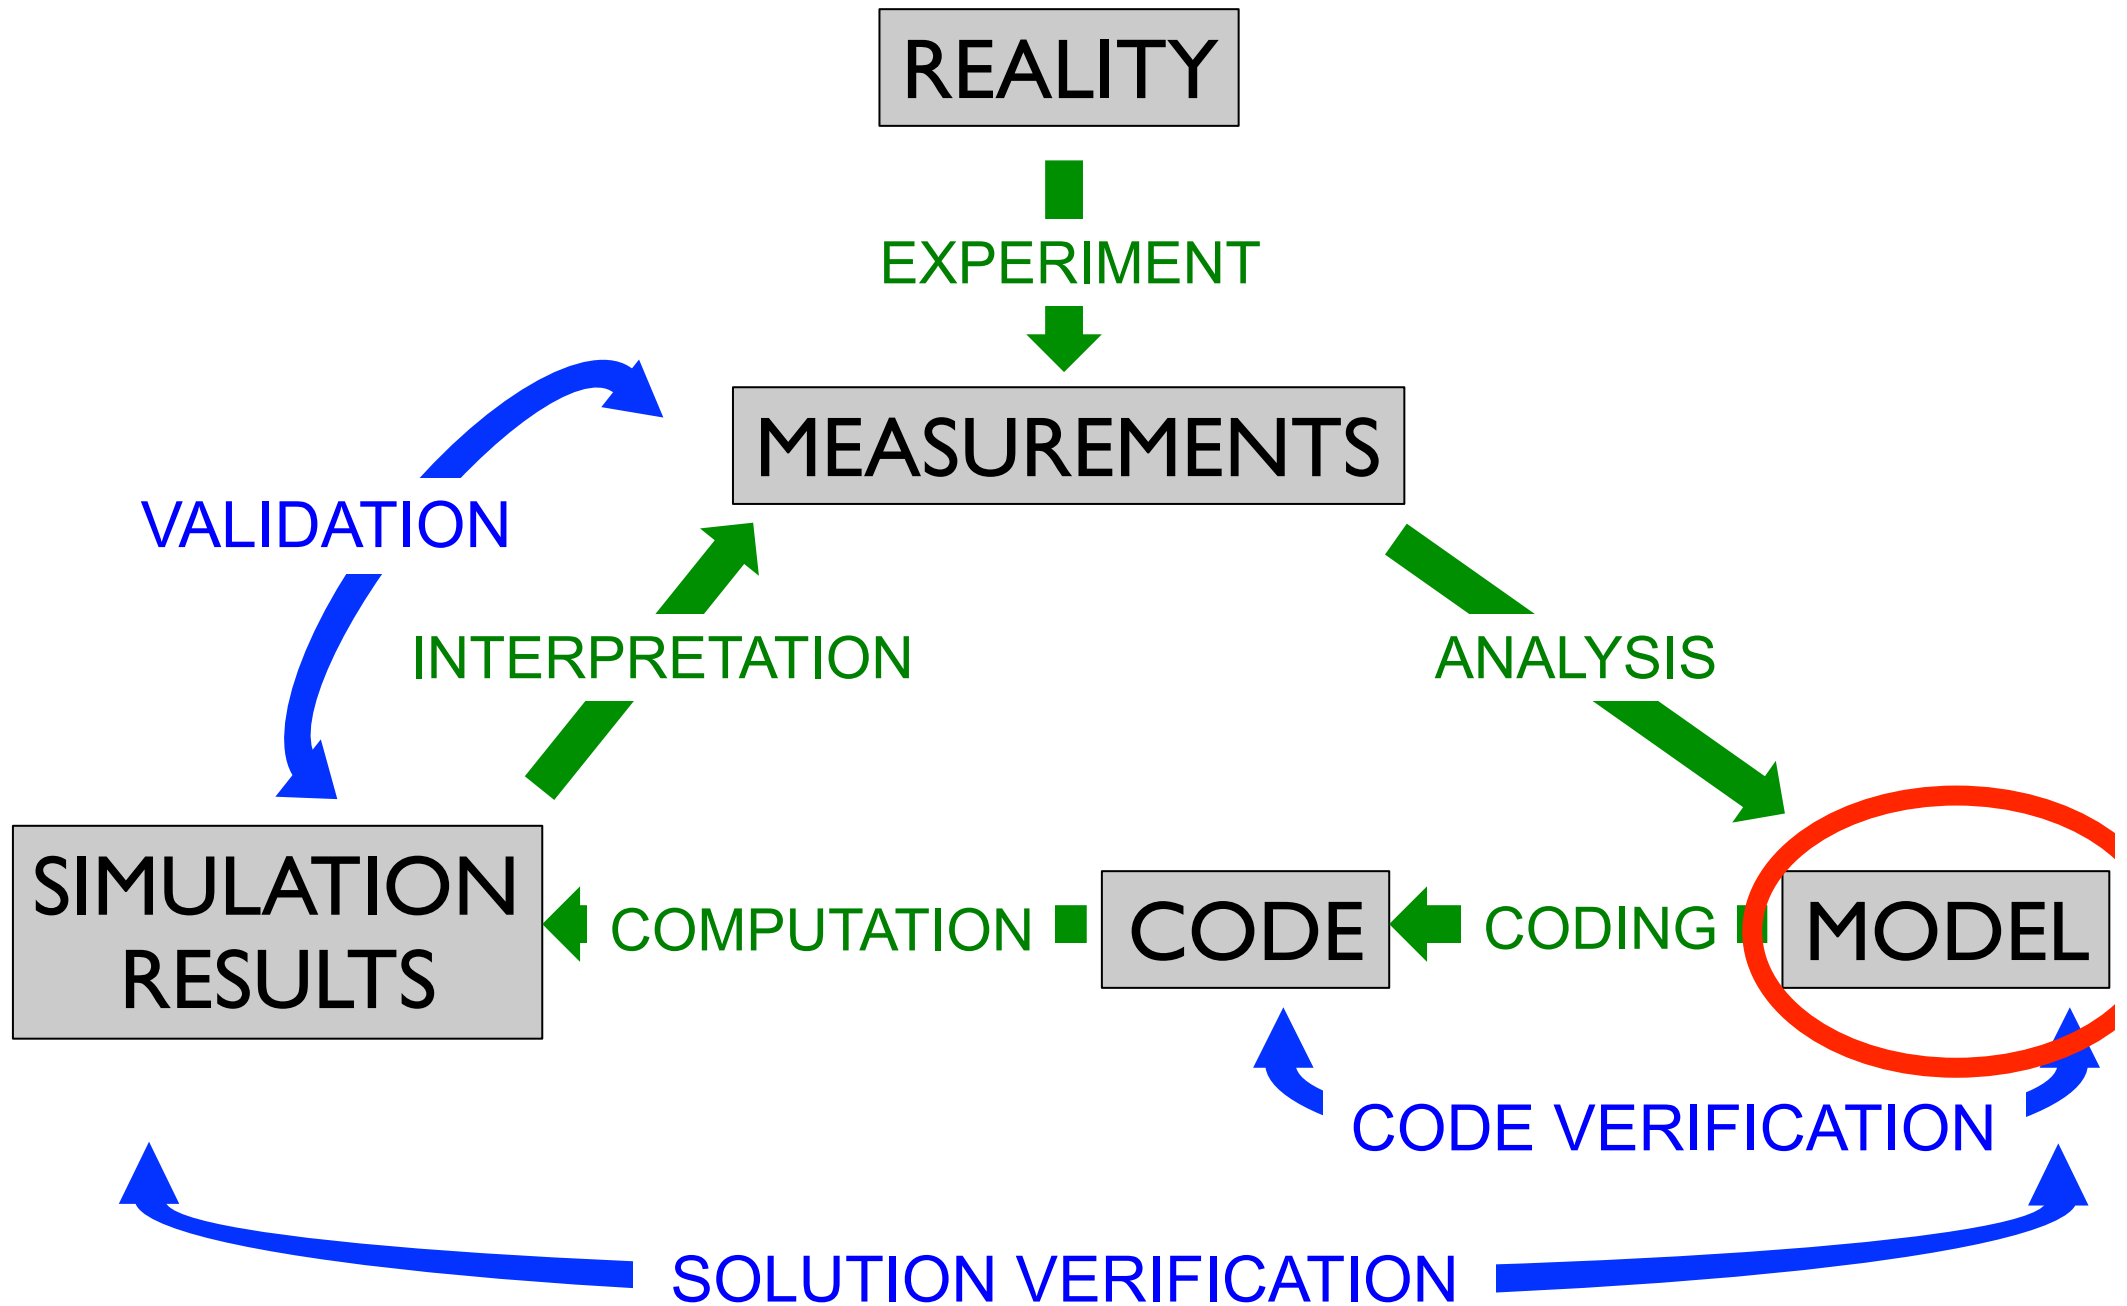 REALITY
EXPERIMENT
MEASUREMENTS
VALIDATION
INTERPRETATION
ANALYSIS
SIMULATION
RESULTS
COMPUTATION
CODE
CODING
MODEL
CODE VERIFICATION
SOLUTION VERIFICATION